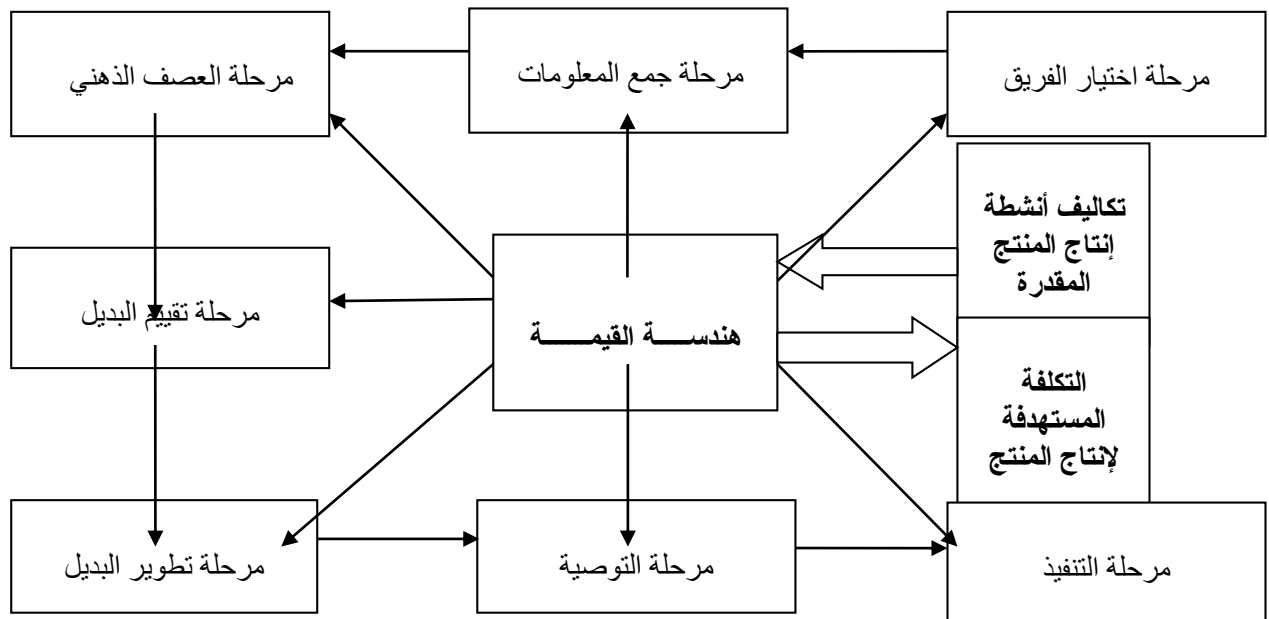 مرحلة اختيار الفريق
مرحلة جمع المعلومات
مرحلة العصف الذهني
تكاليف أنشطة
إنتاج المنتج
المقدرة
هندســـــة القيمـــــــة
مرحلة تقييم البديل
التكلفة
المستهدفة
لإنتاج المنتج
مرحلة تطوير البديل
مرحلة التوصية
مرحلة التنفيذ